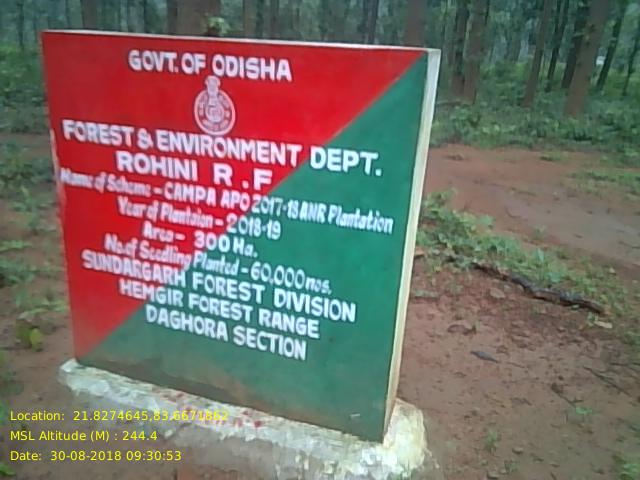 GOVT. OF ODISHA
FOREST & ENVIRONMENT DEPT.
ROHINI R.F
Name of Scheme - CAMPA APO 2017-18 ANR Plantation
Year of Plantaion - 2018-19
Area - 300 Ha.
No. of Seedling Planted - 60,000 nos.
SUNDARGARH FOREST DIVISION
HEMGIR FOREST RANGE
DAGHORA SECTION
Location: 21.8274645,83.6671862
MSL Altitude (M) : 244.4
Date: 30-08-2018 09:30:53